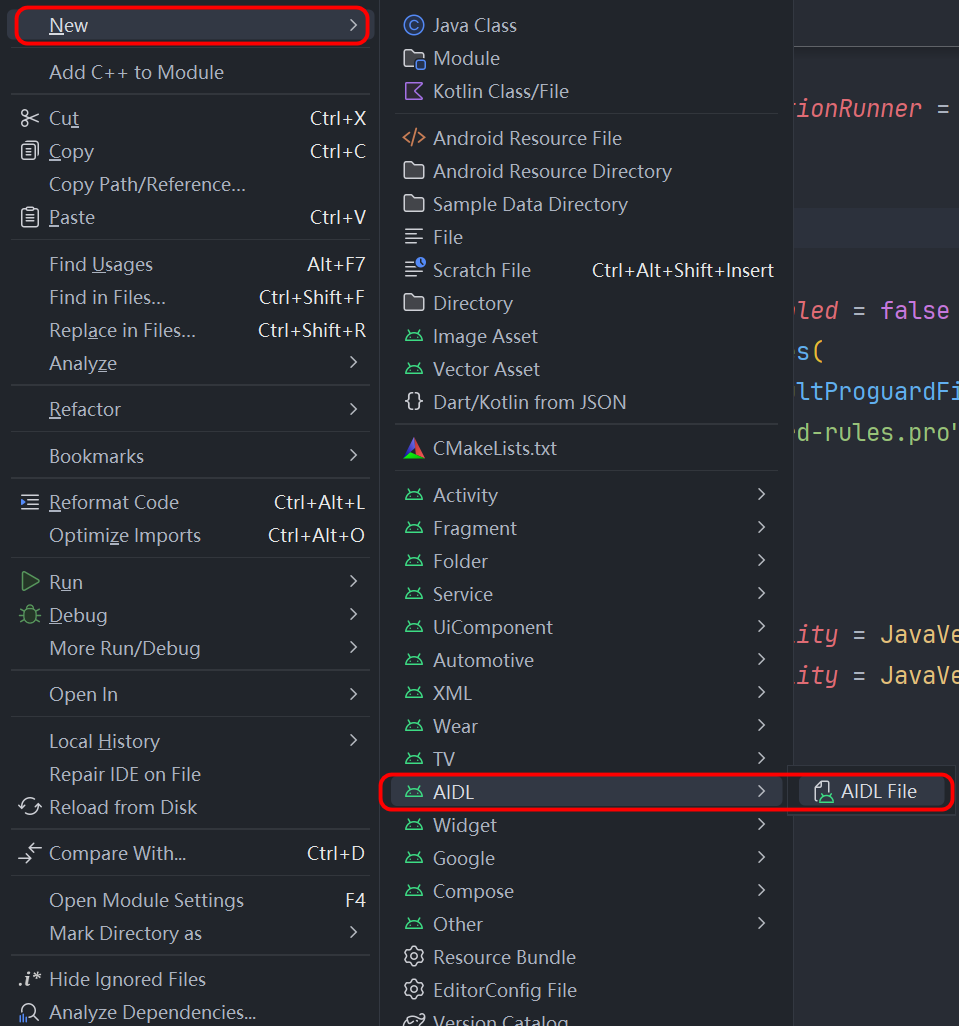 New
Add C++ to Module
Cut Ctrl+X
Copy Ctrl+C
Copy Path/Reference...
Paste Ctrl+V
Find Usages Alt+F7
Find in Files... Ctrl+Shift+F
Replace in Files... Ctrl+Shift+R
Analyze
Refactor
Bookmarks
Reformat Code Ctrl+Alt+L
Optimize Imports Ctrl+Alt+O
Run
Debug
More Run/Debug
Open In
Local History
Repair IDE on File
Reload from Disk
Compare With... Ctrl+D
Open Module Settings F4
Mark Directory as
.i* Hide Ignored Files
Analyze Dependencies...
Java Class
Module
Kotlin Class/File
Android Resource File
Android Resource Directory
Sample Data Directory
File
Scratch File Ctrl+Alt+Shift+Insert
Directory
Image Asset
Vector Asset
Dart/Kotlin from JSON
CMakeLists.txt
Activity
Fragment
Folder
Service
UiComponent
Automotive
XML
Wear
TV
AIDL
Widget
Google
Compose
Other
Resource Bundle
EditorConfig File
Version Catalog
AIDL File
ionRunner =
led = false
s(
ltProguardFi
d-rules.pro"
ity = JavaVe
ity = JavaVe